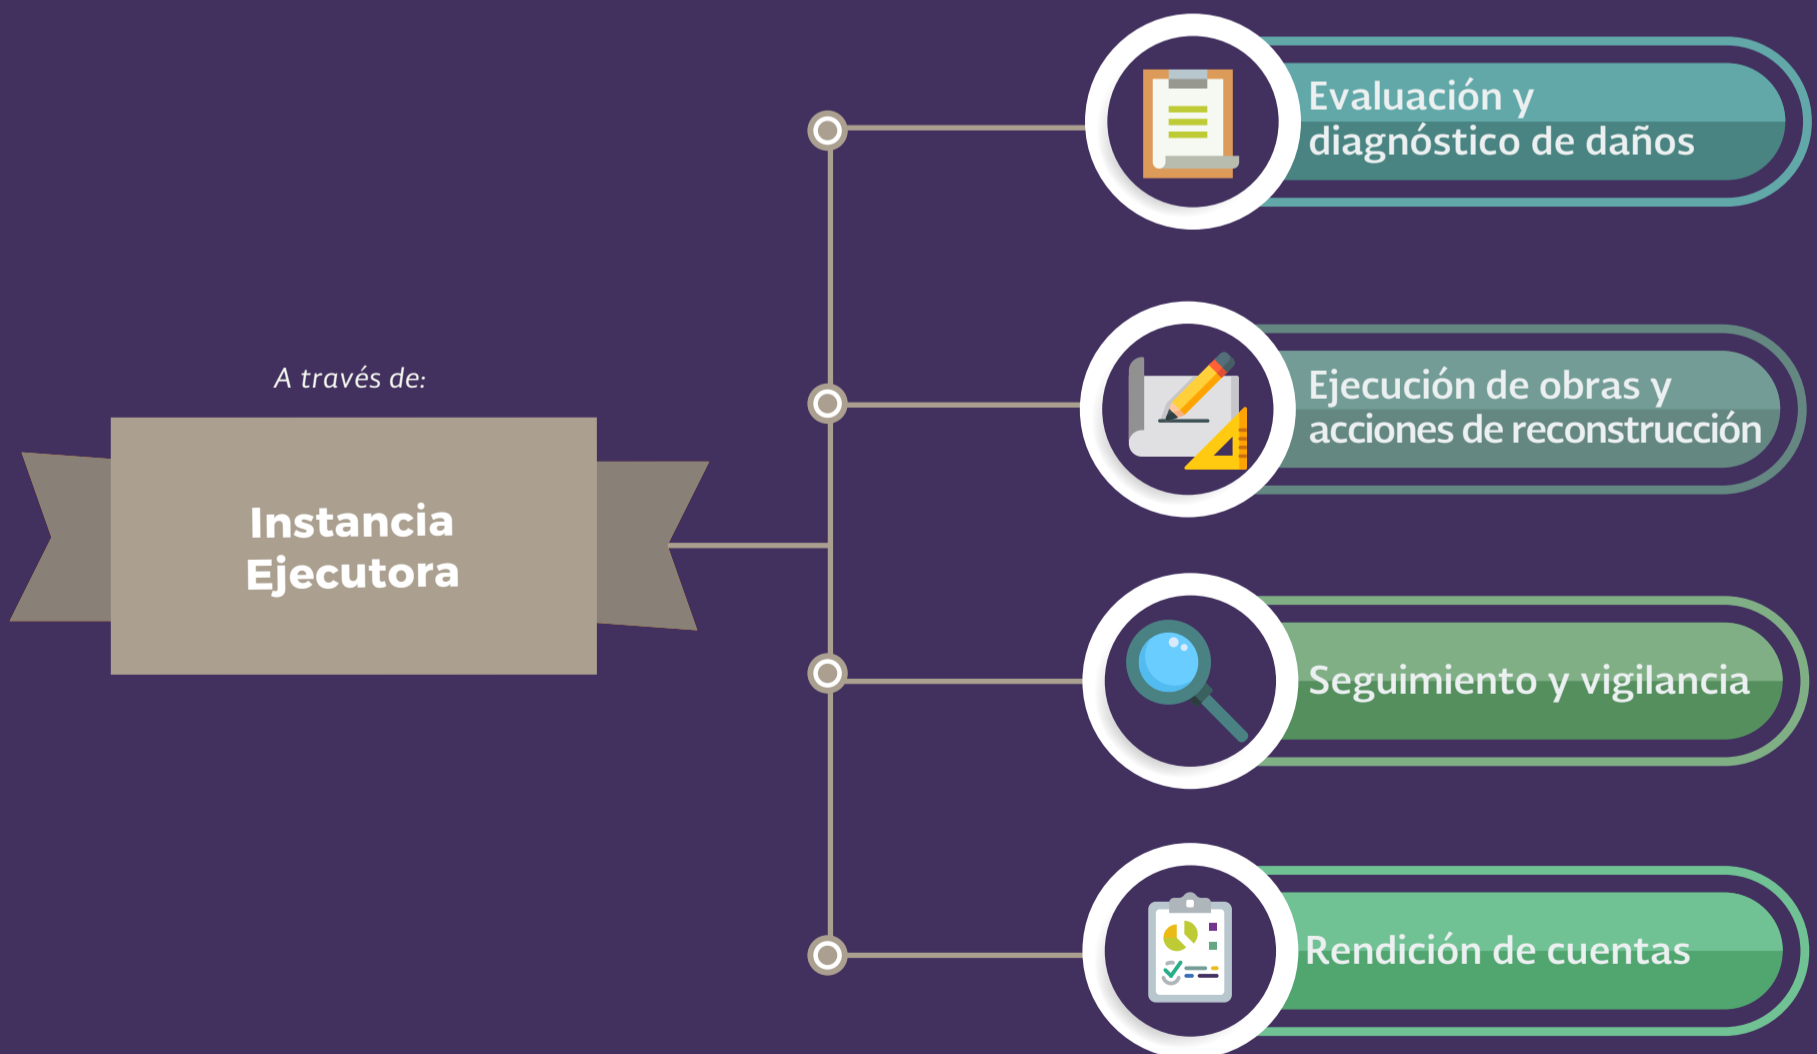 A través de:
Instancia
Ejecutora
Evaluación y
diagnóstico de daños
Ejecución de obras y
acciones de reconstrucción
Seguimiento y vigilancia
Rendición de cuentas